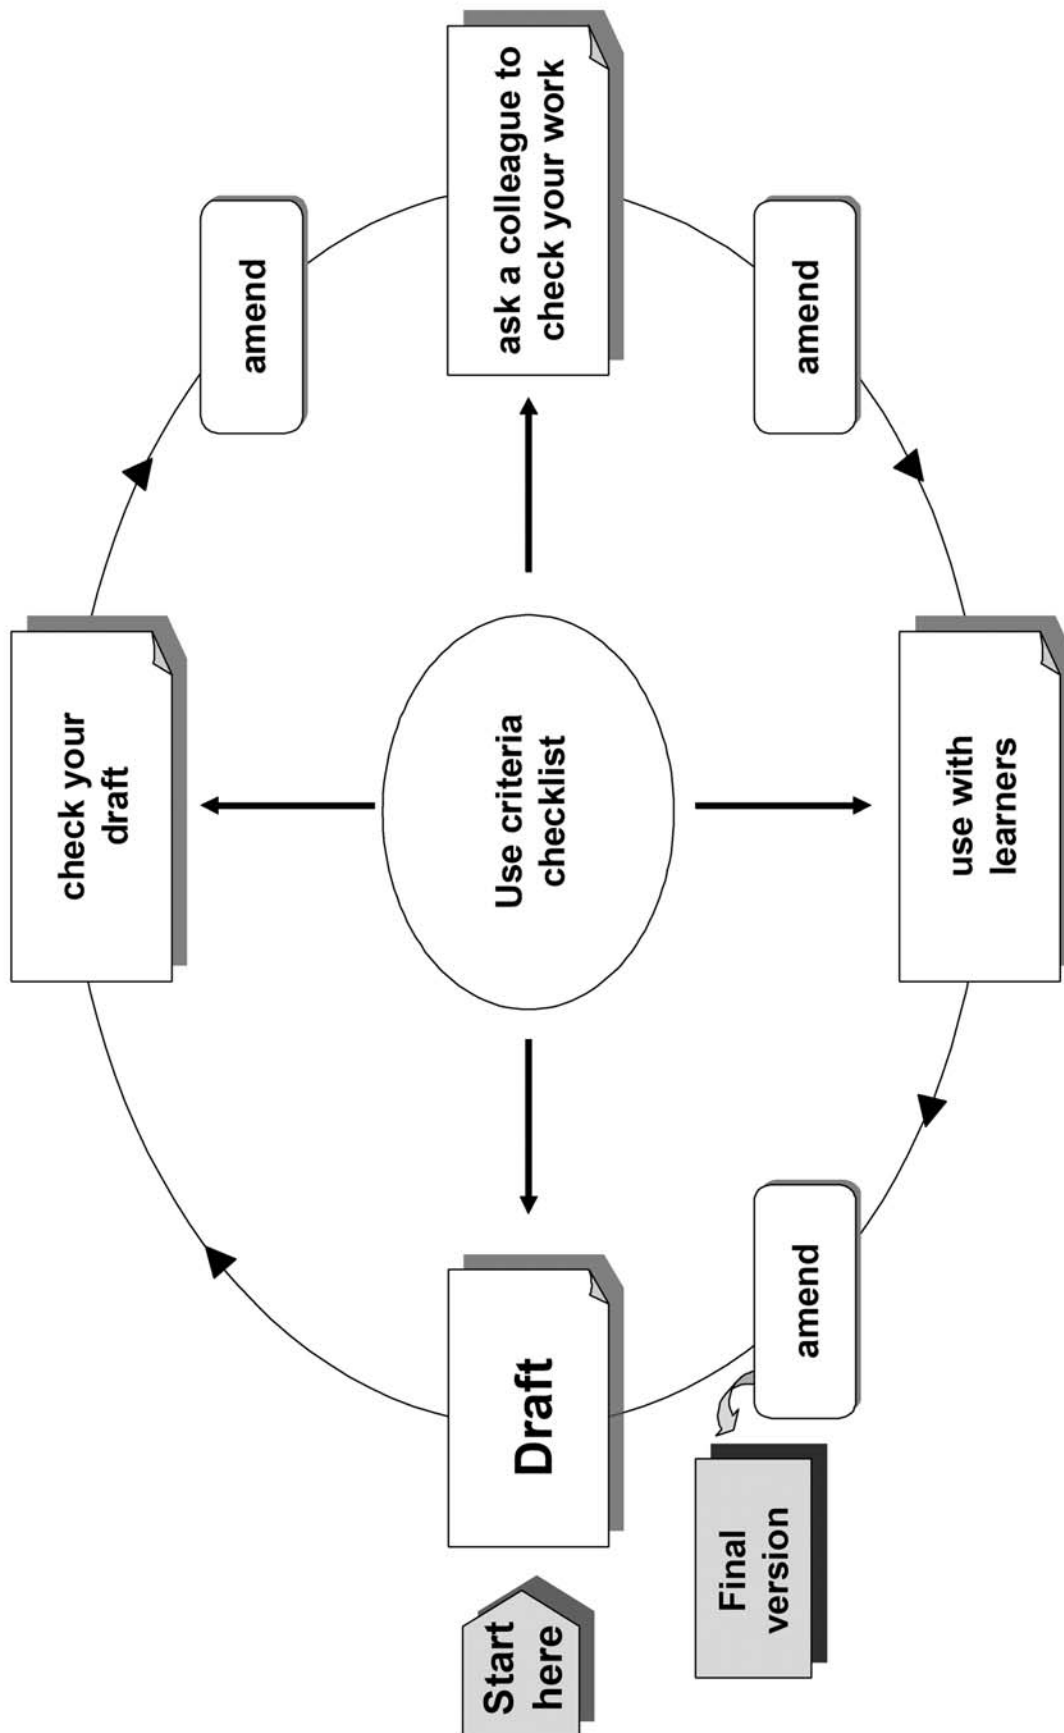 Start
here
Draft
check your
draft
amend
ask a colleague to
check your work
amend
use with
learners
amend
Final
version
Use criteria
checklist